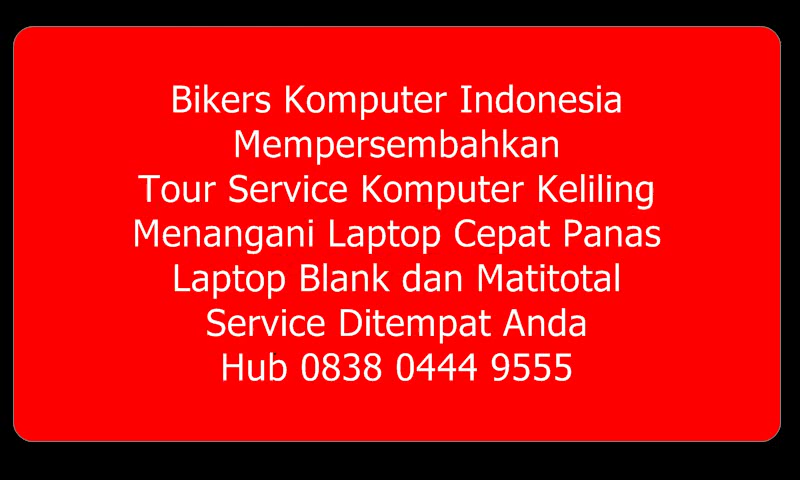 Bikers Komputer Indonesia
Mempersembahkan
Tour Service Komputer Keliling
Menangani Laptop Cepat Panas
Laptop Blank dan Matitotal
Service Ditempat Anda
Hub 0838 0444 9555